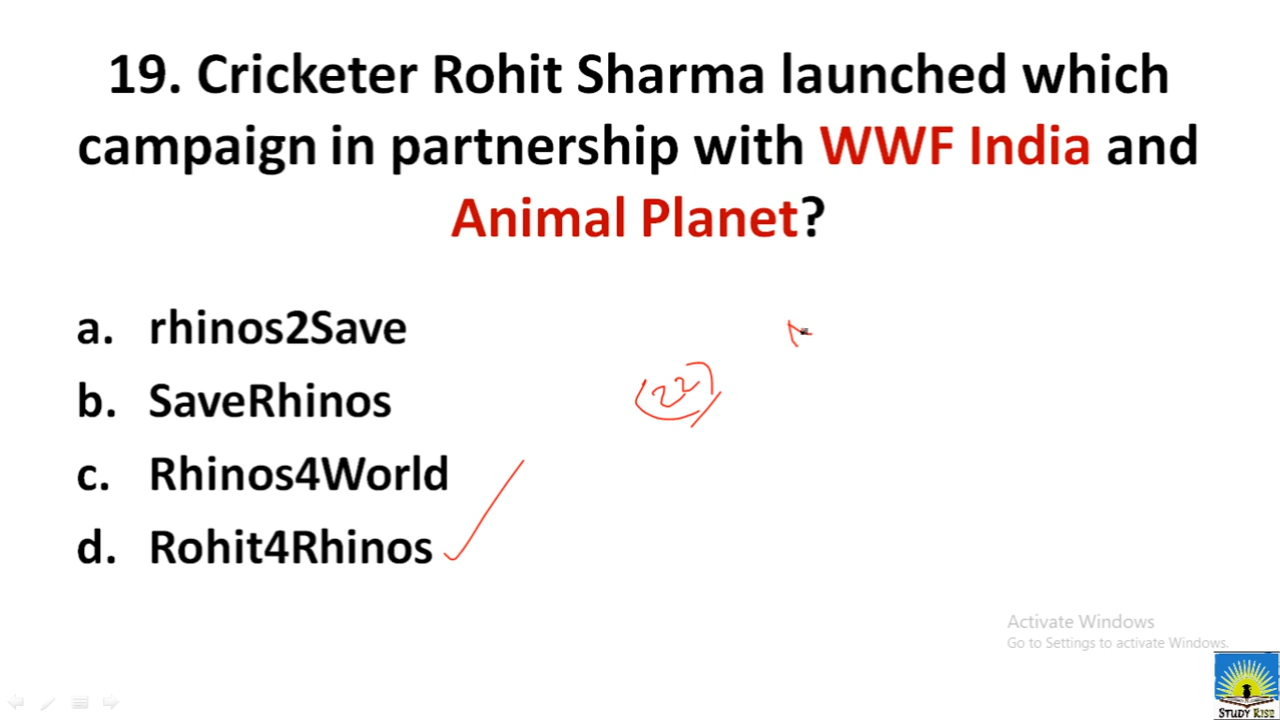 19. Cricketer Rohit Sharma launched which
campaign in partnership with WWF India and
Animal Planet?
a. rhinos2Save
b. SaveRhinos
(22)
c. Rhinos4World
d. Rohit4Rhinos
Activate Windows
Go to Settings to activate Windows.
STUDY RISE